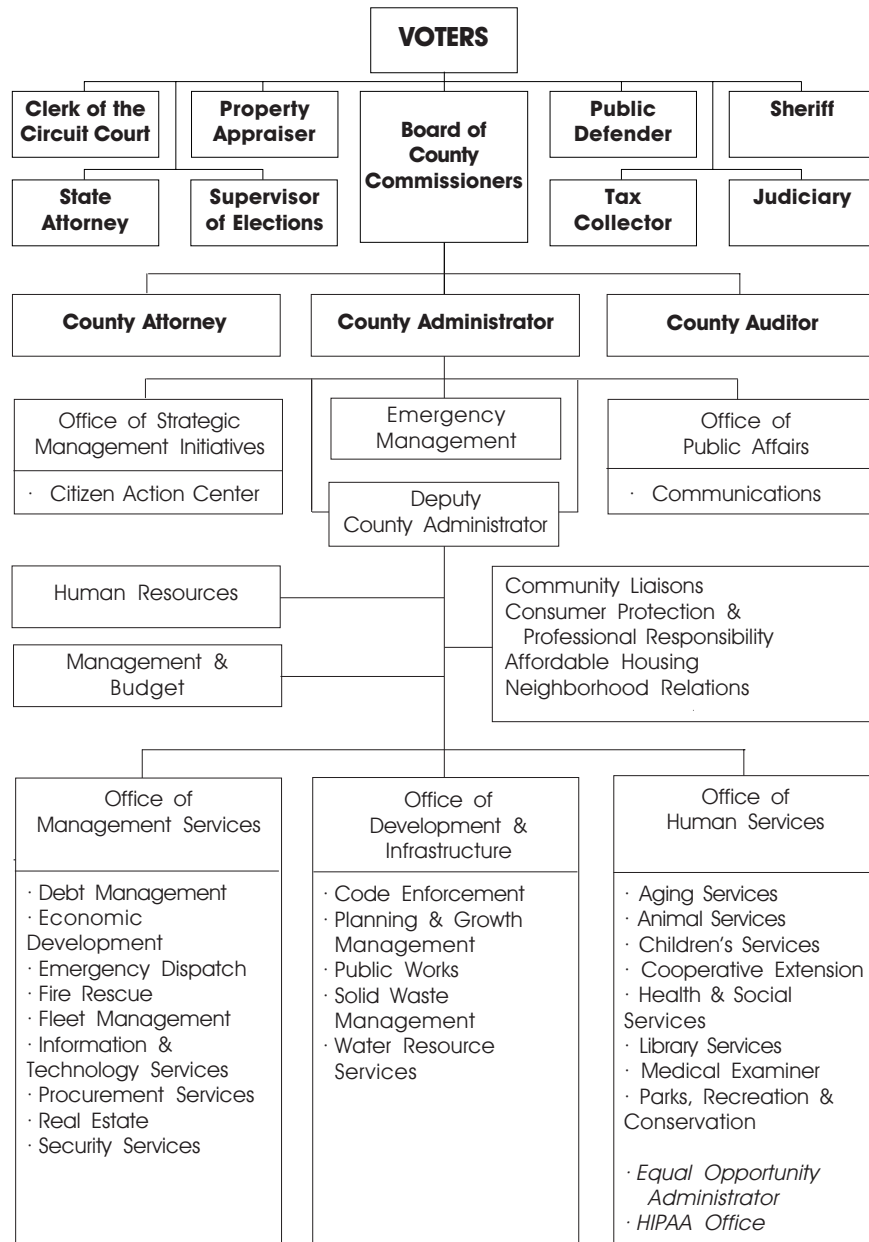 VOTERS
Clerk of the
Circuit Court
Property
Appraiser
Board of
County
Commissioners
Public
Defender
Sheriff
State
Attorney
Supervisor
of Elections
Tax
Collector
Judiciary
County Attorney
County Administrator
County Auditor
Office of Strategic
Management Initiatives
· Citizen Action Center
Emergency
Management
Office of
Public Affairs
· Communications
Deputy
County Administrator
Human Resources
Management &
Budget
Community Liaisons
Consumer Protection &
Professional Responsibility
Affordable Housing
Neighborhood Relations
Office of
Management Services
· Debt Management
· Economic
Development
· Emergency Dispatch
· Fire Rescue
· Fleet Management
· Information &
Technology Services
· Procurement Services
· Real Estate
· Security Services
Office of
Development &
Infrastructure
· Code Enforcement
· Planning & Growth
Management
· Public Works
· Solid Waste
Management
· Water Resource
Services
Office of
Human Services
· Aging Services
· Animal Services
· Children's Services
· Cooperative Extension
· Health & Social
Services
· Library Services
· Medical Examiner
· Parks, Recreation &
Conservation
· Equal Opportunity
Administrator
· HIPAA Office